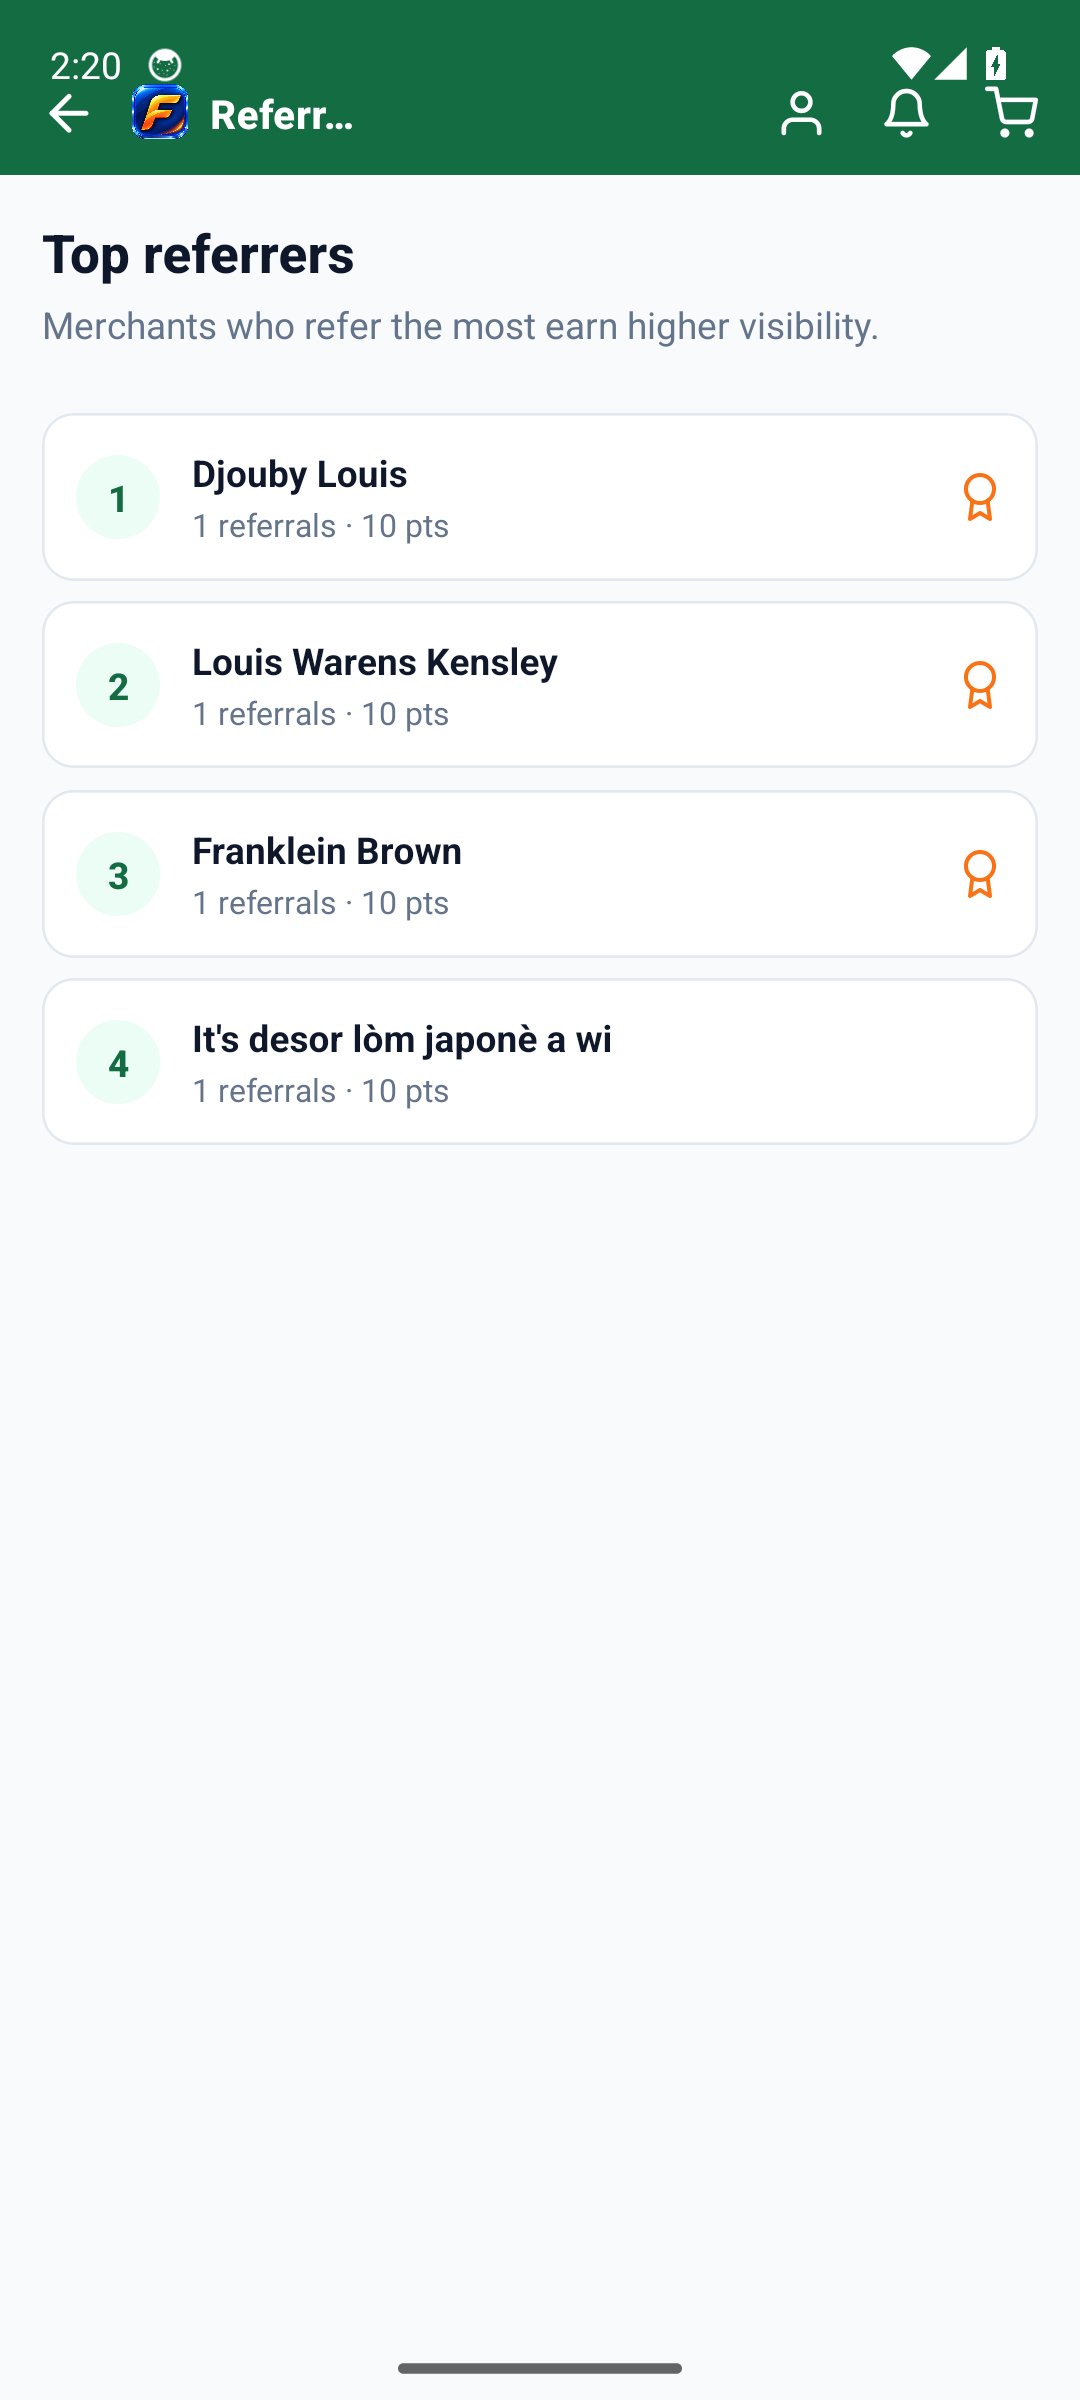 2:20
Referr...
Top referrers
Merchants who refer the most earn higher visibility.
1
Djouby Louis
1 referrals · 10 pts
2
Louis Warens Kensley
1 referrals · 10 pts
3
Franklein Brown
1 referrals · 10 pts
4
It's desor lòm japonè a wi
1 referrals · 10 pts